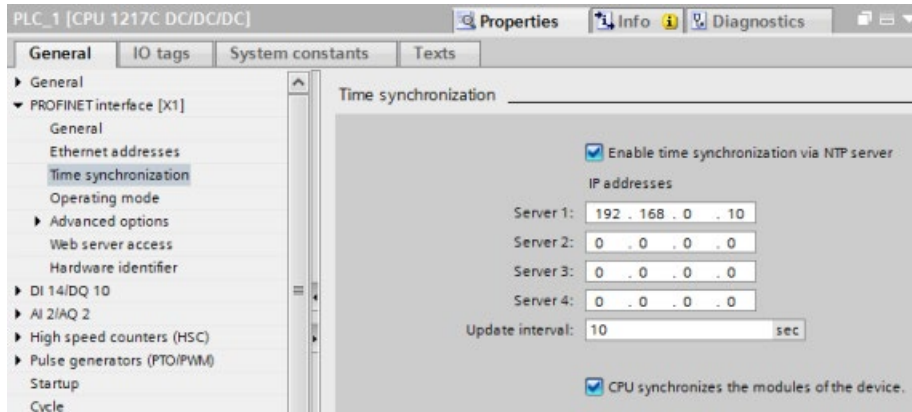 PLC_1 [CPU 1217C DC/DC/DC]
Properties
Info
Diagnostics
General
IO tags
System constants
Texts
General
PROFINET interface [X1]
General
Ethernet addresses
Time synchronization
Operating mode
Advanced options
Web server access
Hardware identifier
DI 14/DQ 10
AI 2/AQ 2
High speed counters (HSC)
Pulse generators (PTO/PWM)
Startup
Cycle
Time synchronization
Enable time synchronization via NTP server
IP addresses
Server 1: 192 . 168 . 0 . 10
Server 2: 0 . 0 . 0 . 0
Server 3: 0 . 0 . 0 . 0
Server 4: 0 . 0 . 0 . 0
Update interval: 10 sec
CPU synchronizes the modules of the device.